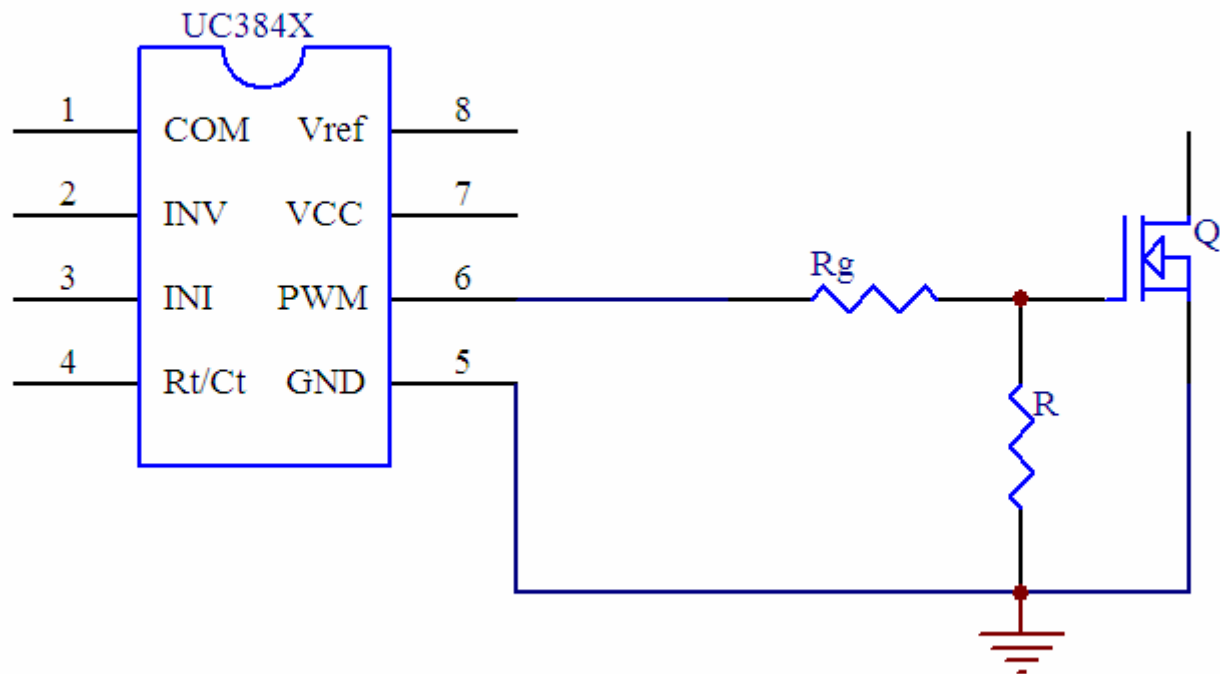 UC384X
1 COM Vref 8
2 INV VCC 7
3 INI PWM 6
4 Rt/Ct GND 5
Rg
Q
R